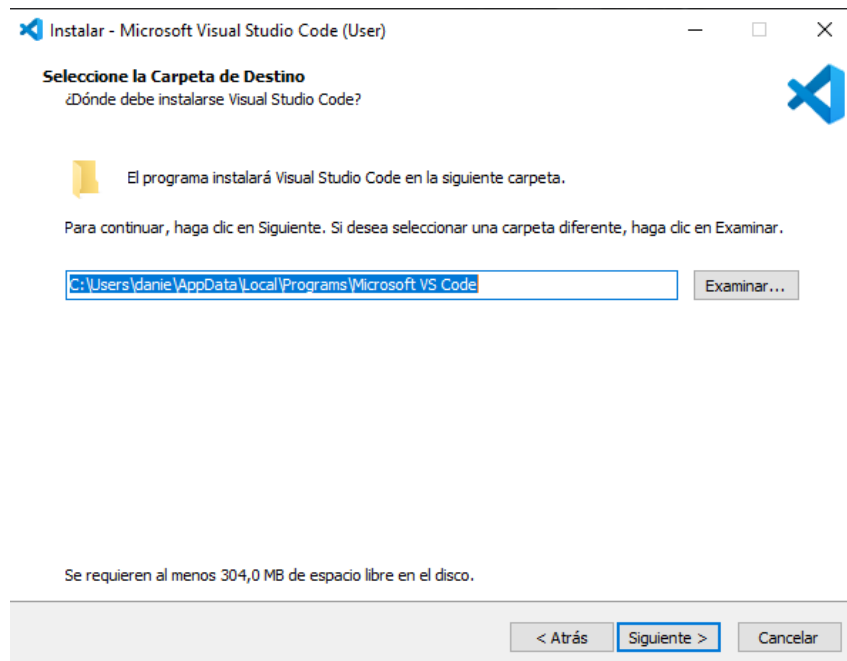 Instalar - Microsoft Visual Studio Code (User)
Seleccione la Carpeta de Destino
¿Dónde debe instalarse Visual Studio Code?
El programa instalará Visual Studio Code en la siguiente carpeta.
Para continuar, haga clic en Siguiente. Si desea seleccionar una carpeta diferente, haga clic en Examinar.
C:\Users\danie\AppData\Local\Programs\Microsoft VS Code
Examinar...
Se requieren al menos 304,0 MB de espacio libre en el disco.
< Atrás Siguiente > Cancelar